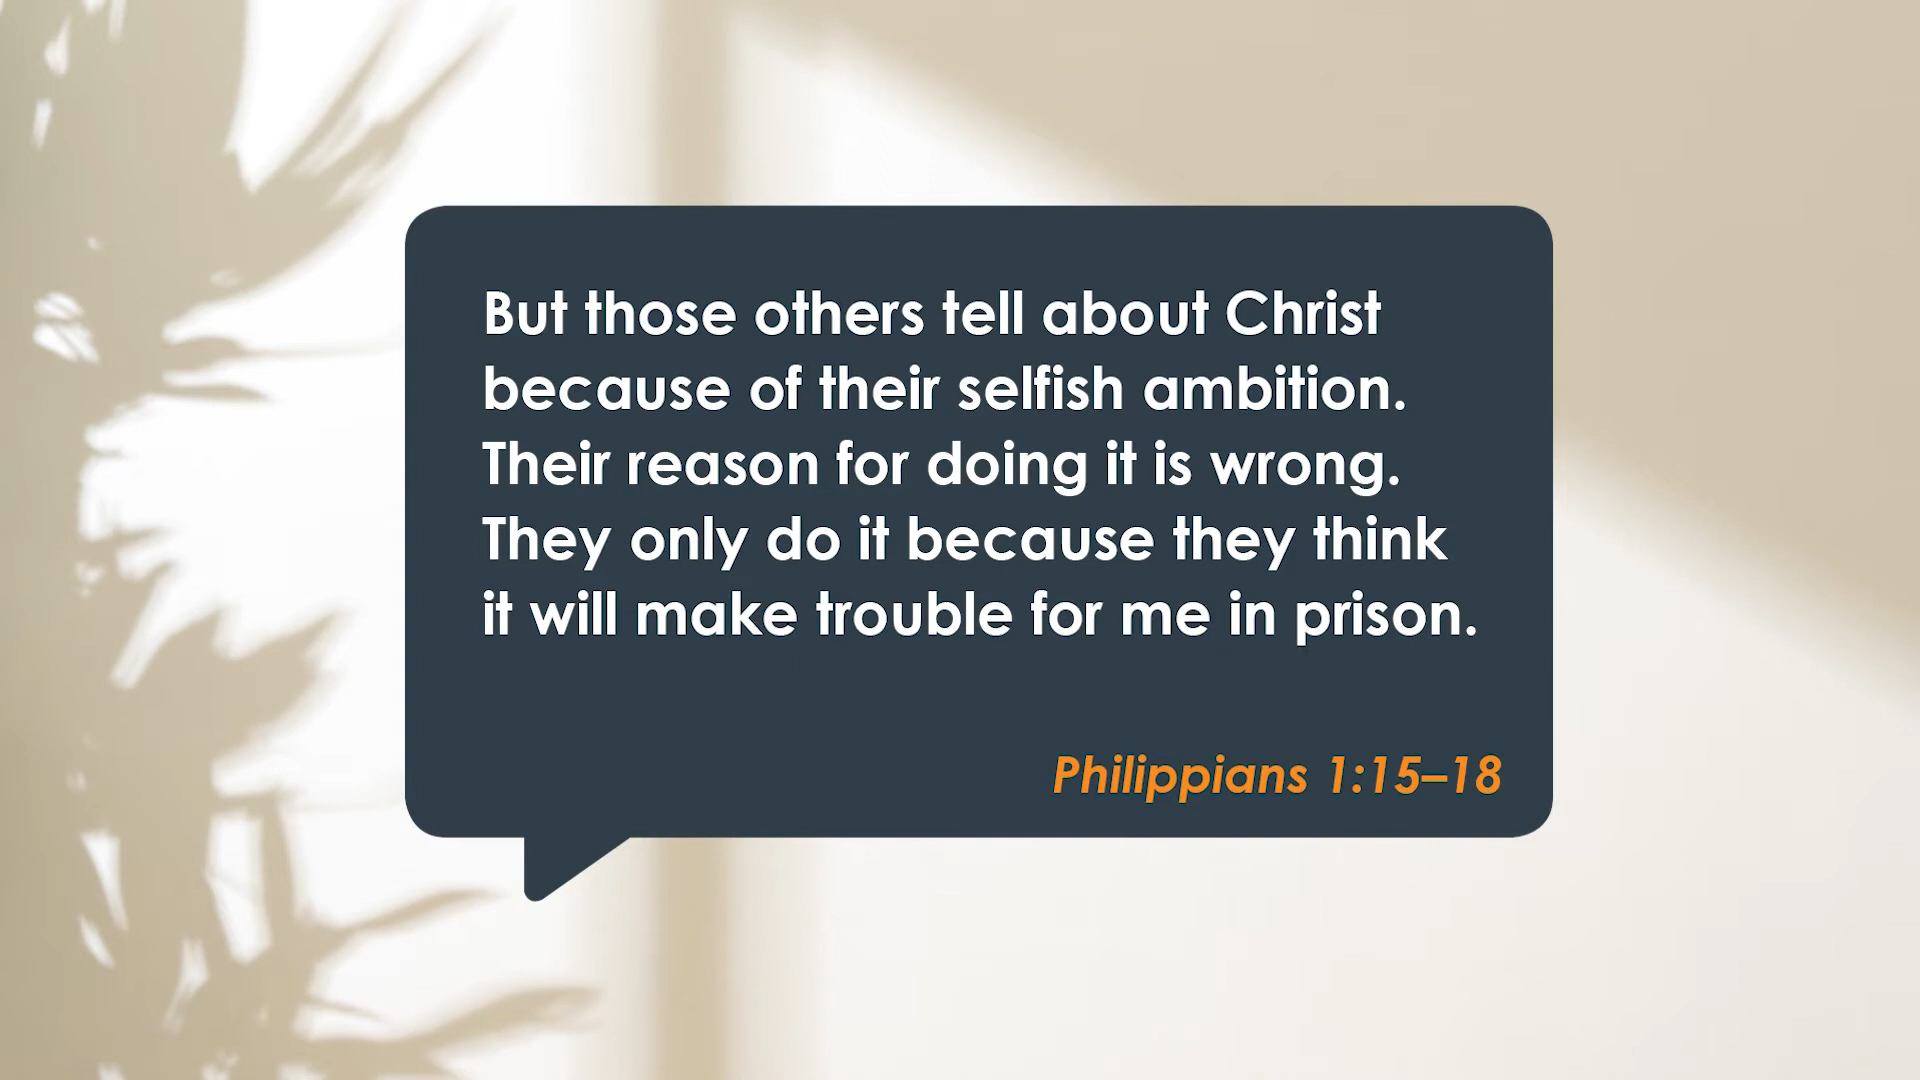 But those others tell about Christ
because of their selfish ambition.
Their reason for doing it is wrong.
They only do it because they think
it will make trouble for me in prison.
Philippians 1:15–18